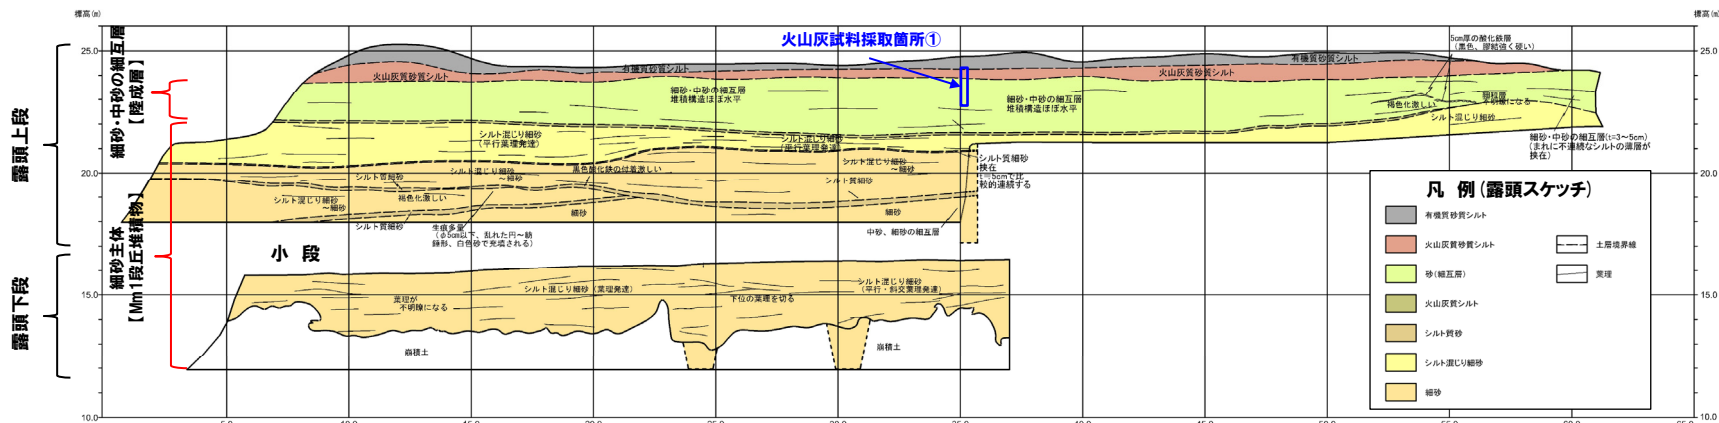 標高(m)
標高(m)
25.0
20.0
15.0
10.0
25.0
20.0
15.0
10.0
露頭上段
露頭下段
細砂・中砂の細互層
【陸成層】
細砂主体
【Mm1段丘堆積物】
火山灰試料採取箇所①
火山灰質砂質シルト
有機質砂質シルト
細砂・中砂の細互層
堆積構造ほぼ水平
細砂・中砂の細互層
堆積構造ほぼ水平
火山灰質砂質シルト
有機質砂質シルト
5cm厚の酸化鉄層
(黒色、膠結強く硬い)
褐色化激しい
不明瞭になる
シルト混じり細砂
細砂・中砂の細互層(t=3~5cm)
(まれに不連続なシルトの薄層が
挟在)
シルト混じり細砂
(平行葉理発達)
シルト混じり細砂
(平行葉理発達)
シルト質細砂
シルト混じり細砂
~細砂
黒色酸化鉄の付着激しい
シルト混じり細砂
~細砂
シルト質細砂
シルト質細砂
挟在
t=5cmで比
較的連続する
シルト混じり細砂
~細砂
褐色化激しい
細砂
細砂
シルト質細砂
生痕多量
(φ5cm以下、乱れた円~紡
錘形、白色砂で充填される)
中砂、細砂の細互層
小 段
葉理が
不明瞭になる
シルト混じり細砂(葉理発達)
下位の葉理を切る
シルト混じり細砂
(平行・斜交葉理発達)
崩積土
崩積土
凡 例(露頭スケッチ)
有機質砂質シルト
火山灰質砂質シルト
土層境界線
砂(細互層)
葉理
火山灰質シルト
シルト質砂
シルト混じり細砂
細砂